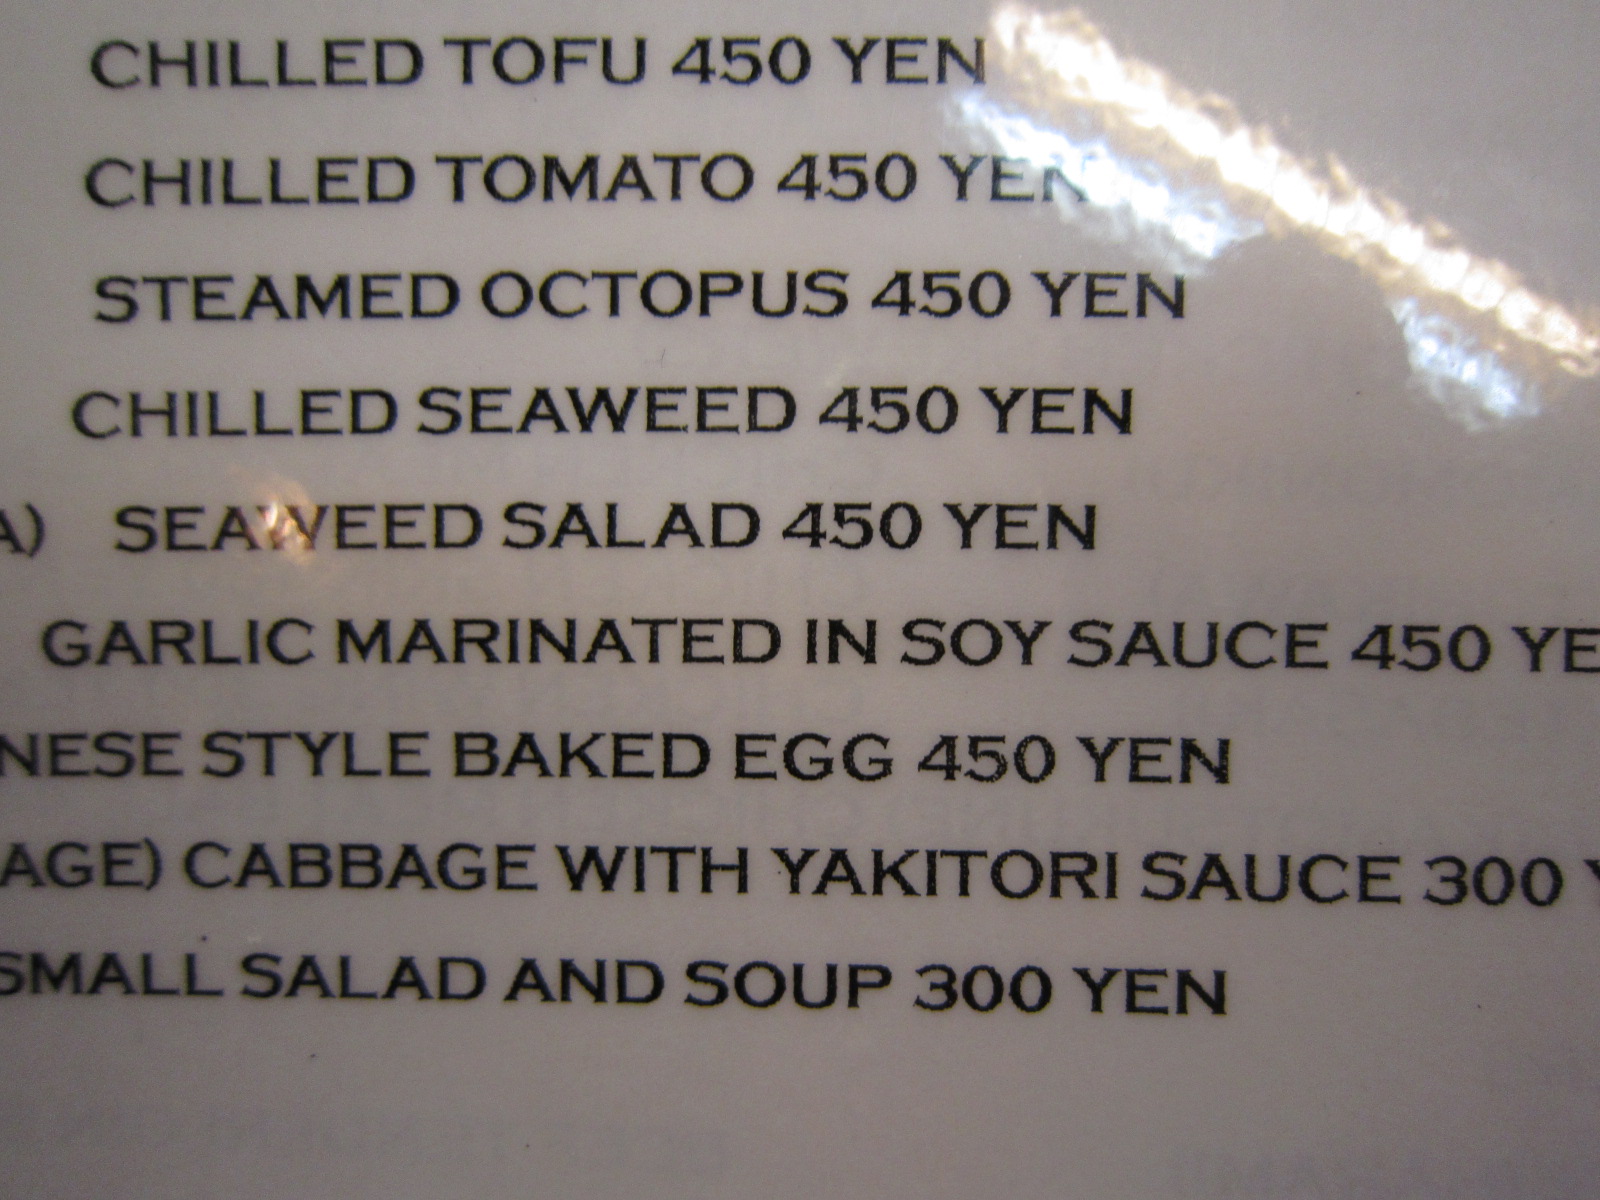 CHILLED TOFU 450 YEN
CHILLED TOMATO 450 YEN
STEAMED OCTOPUS 450 YEN
CHILLED SEAWEED 450 YEN
A) SEAWEED SALAD 450 YEN
GARLIC MARINATED IN SOY SAUCE 450 YE
NESE STYLE BAKED EGG 450 YEN
AGE) CABBAGE WITH YAKITORI SAUCE 300 Y
SMALL SALAD AND SOUP 300 YEN